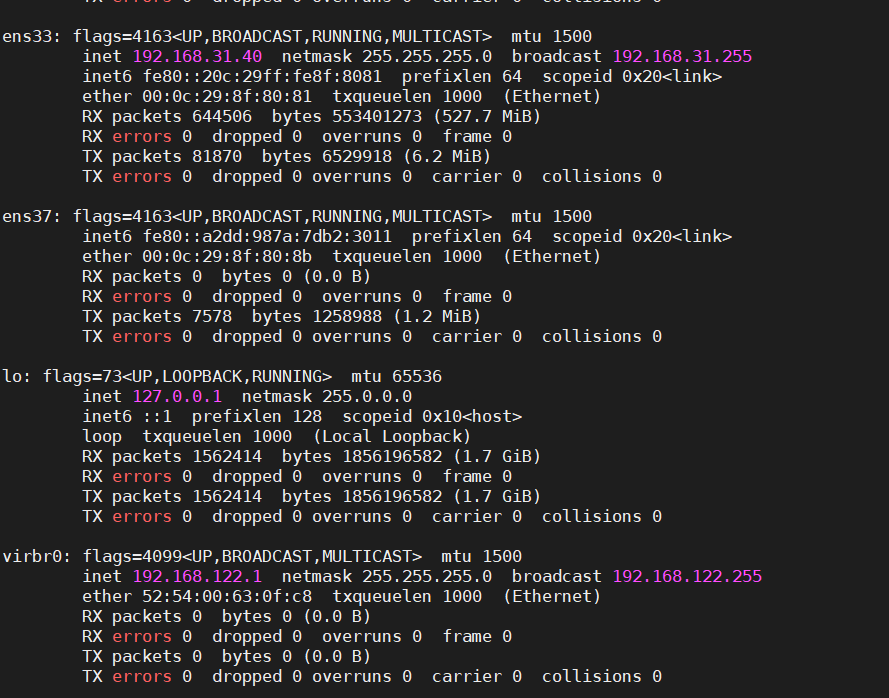 ens33: flags=4163<UP,BROADCAST,RUNNING,MULTICAST>  mtu 1500
        inet 192.168.31.40  netmask 255.255.255.0  broadcast 192.168.31.255
        inet6 fe80::20c:29ff:fe8f:8081  prefixlen 64  scopeid 0x20<link>
        ether 00:0c:29:8f:80:81  txqueuelen 1000  (Ethernet)
        RX packets 644506  bytes 553401273 (527.7 MiB)
        RX errors 0  dropped 0  overruns 0  frame 0
        TX packets 81870  bytes 6529918 (6.2 MiB)
        TX errors 0  dropped 0 overruns 0  carrier 0  collisions 0

ens37: flags=4163<UP,BROADCAST,RUNNING,MULTICAST>  mtu 1500
        inet6 fe80::a2dd:987a:7db2:3011  prefixlen 64  scopeid 0x20<link>
        ether 00:0c:29:8f:80:8b  txqueuelen 1000  (Ethernet)
        RX packets 0  bytes 0 (0.0 B)
        RX errors 0  dropped 0  overruns 0  frame 0
        TX packets 7578  bytes 1258988 (1.2 MiB)
        TX errors 0  dropped 0 overruns 0  carrier 0  collisions 0

lo: flags=73<UP,LOOPBACK,RUNNING>  mtu 65536
        inet 127.0.0.1  netmask 255.0.0.0
        inet6 ::1  prefixlen 128  scopeid 0x10<host>
        loop  txqueuelen 1000  (Local Loopback)
        RX packets 1562414  bytes 1856196582 (1.7 GiB)
        RX errors 0  dropped 0  overruns 0  frame 0
        TX packets 1562414  bytes 1856196582 (1.7 GiB)
        TX errors 0  dropped 0 overruns 0  carrier 0  collisions 0

virbr0: flags=4099<UP,BROADCAST,MULTICAST>  mtu 1500
        inet 192.168.122.1  netmask 255.255.255.0  broadcast 192.168.122.255
        ether 52:54:00:63:0f:c8  txqueuelen 1000  (Ethernet)
        RX packets 0  bytes 0 (0.0 B)
        RX errors 0  dropped 0  overruns 0  frame 0
        TX packets 0  bytes 0 (0.0 B)
        TX errors 0  dropped 0 overruns 0  carrier 0  collisions 0